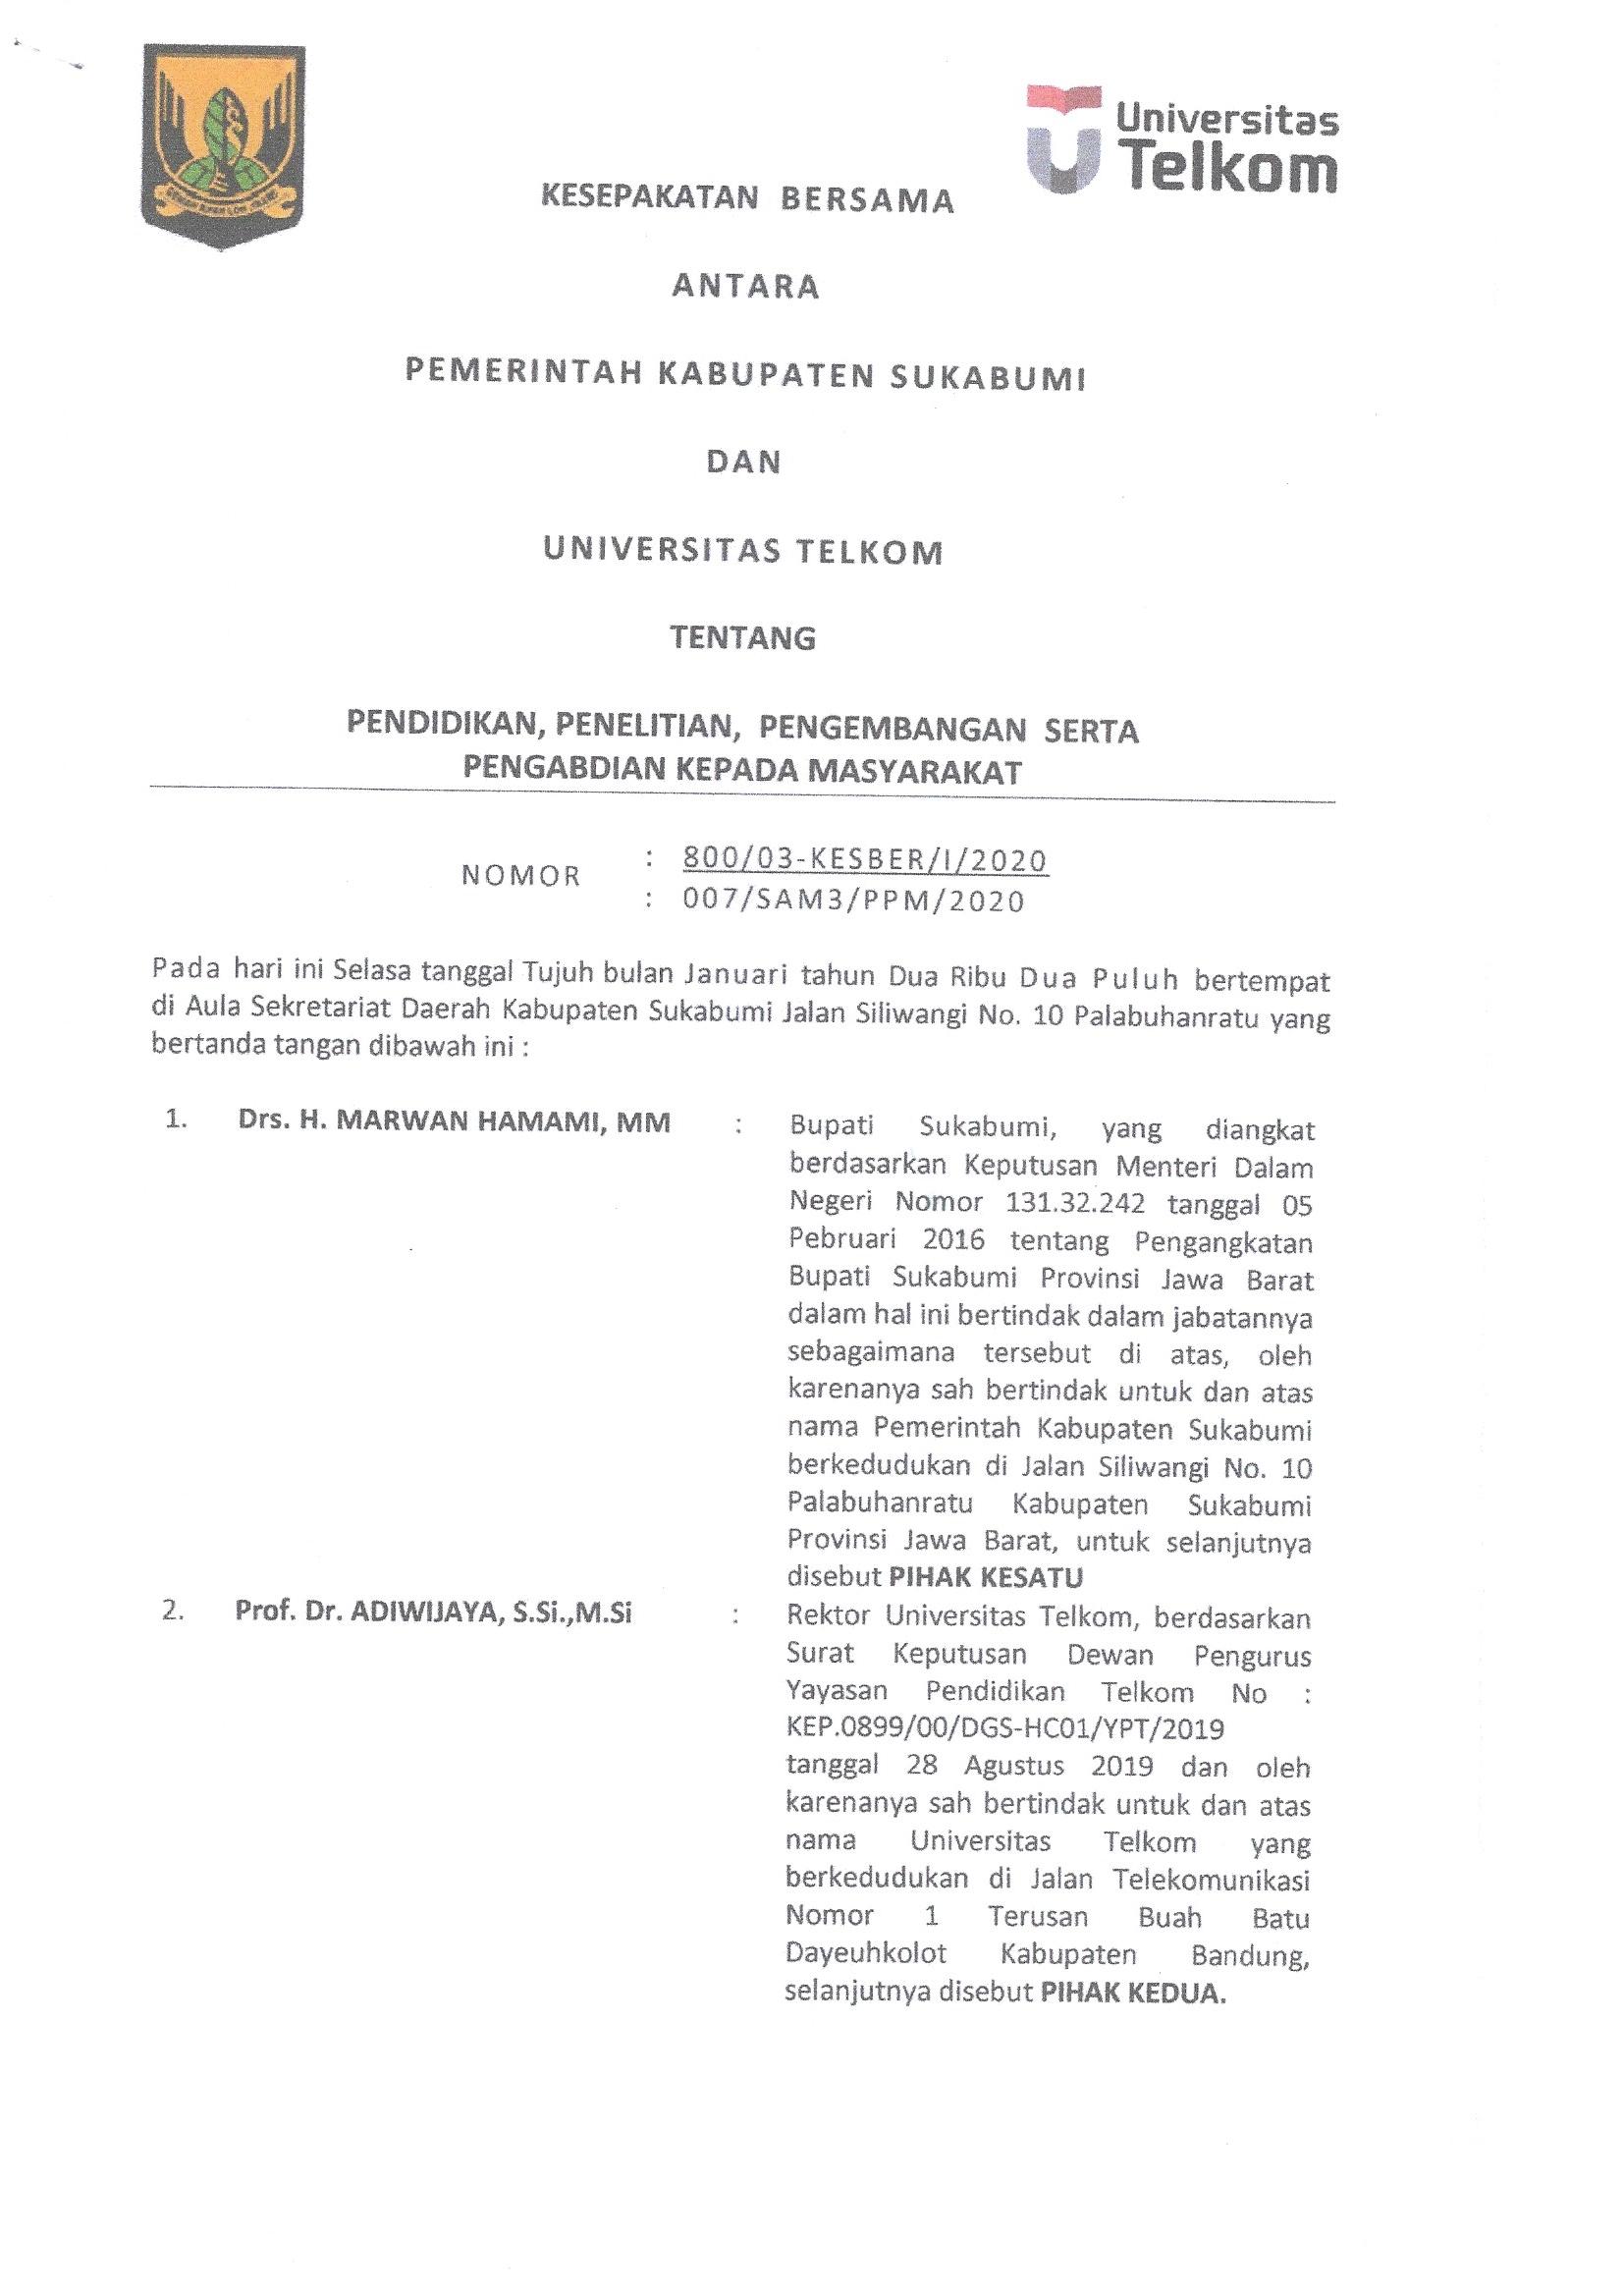 Universitas
Telkom
KESEPAKATAN BERSAMA
ANTARA
PEMERINTAH KABUPATEN SUKABUMI
DAN
UNIVERSITAS TELKOM
TENTANG
PENDIDIKAN, PENELITIAN, PENGEMBANGAN SERTA
PENGABDIAN KEPADA MASYARAKAT
NOMOR : 800/03-KESBER/I/2020
: 007/SAM3/PPM/2020
Pada hari ini Selasa tanggal Tujuh bulan Januari tahun Dua Ribu Dua Puluh bertempat
di Aula Sekretariat Daerah Kabupaten Sukabumi Jalan Siliwangi No. 10 Palabuhanratu yang
bertanda tangan dibawah ini :
1. Drs. H. MARWAN HAMAMI, MM : Bupati Sukabumi, yang diangkat
berdasarkan Keputusan Menteri Dalam
Negeri Nomor 131.32.242 tanggal 05
Pebruari 2016 tentang Pengangkatan
Bupati Sukabumi Provinsi Jawa Barat
dalam hal ini bertindak dalam jabatannya
sebagaimana tersebut di atas, oleh
karenanya sah bertindak untuk dan atas
nama Pemerintah Kabupaten Sukabumi
berkedudukan di Jalan Siliwangi No. 10
Palabuhanratu Kabupaten Sukabumi
Provinsi Jawa Barat, untuk selanjutnya
disebut PIHAK KESATU
2. Prof. Dr. ADIWIJAYA, S.Si.,M.Si : Rektor Universitas Telkom, berdasarkan
Surat Keputusan Dewan Pengurus
Yayasan Pendidikan Telkom No :
KEP.0899/00/DGS-HC01/YPT/2019
tanggal 28 Agustus 2019 dan oleh
karenanya sah bertindak untuk dan atas
nama Universitas Telkom yang
berkedudukan di Jalan Telekomunikasi
Nomor 1 Terusan Buah Batu
Dayeuhkolot Kabupaten Bandung,
selanjutnya disebut PIHAK KEDUA.